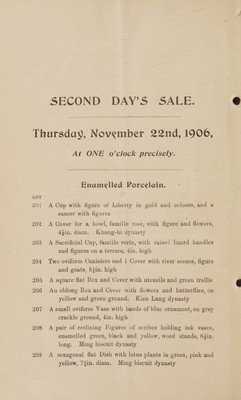 SECOND DAY'S SALE.
Thursday, November 22nd, 1906,
At ONE o'clock precisely.
Enamelled Porcelain.
LOT
201 A Cup with figure of Liberty in gold and colours, and a
saucer with figures
202 A Cover for a bowl, famille rose, with figure and flowers,
4½in. diam. Khang-hi dynasty
203 A Sacrificial Cup, famille verte, with raised lizard handles
and figures on a terrace, 4in. high
204 Two oviform Canisters and 1 Cover with river scenes, figure
and goats, 5½in. high
205 A square flat Box and Cover with utensils and green trellis
206 An oblong Box and Cover with flowers and butterflies, on
yellow and green ground. Kien Lung dynasty
207 A small oviform Vase with bands of blue ornament, on grey
crackle ground, 4in. high
208 A pair of reclining Figures of scribes holding ink vases,
enamelled green, black and yellow, wood stands, 6½in.
long. Ming biscuit dynasty
209 A hexagonal flat Dish with lotus plants in green, pink and
yellow, 7½in. diam. Ming biscuit dynasty